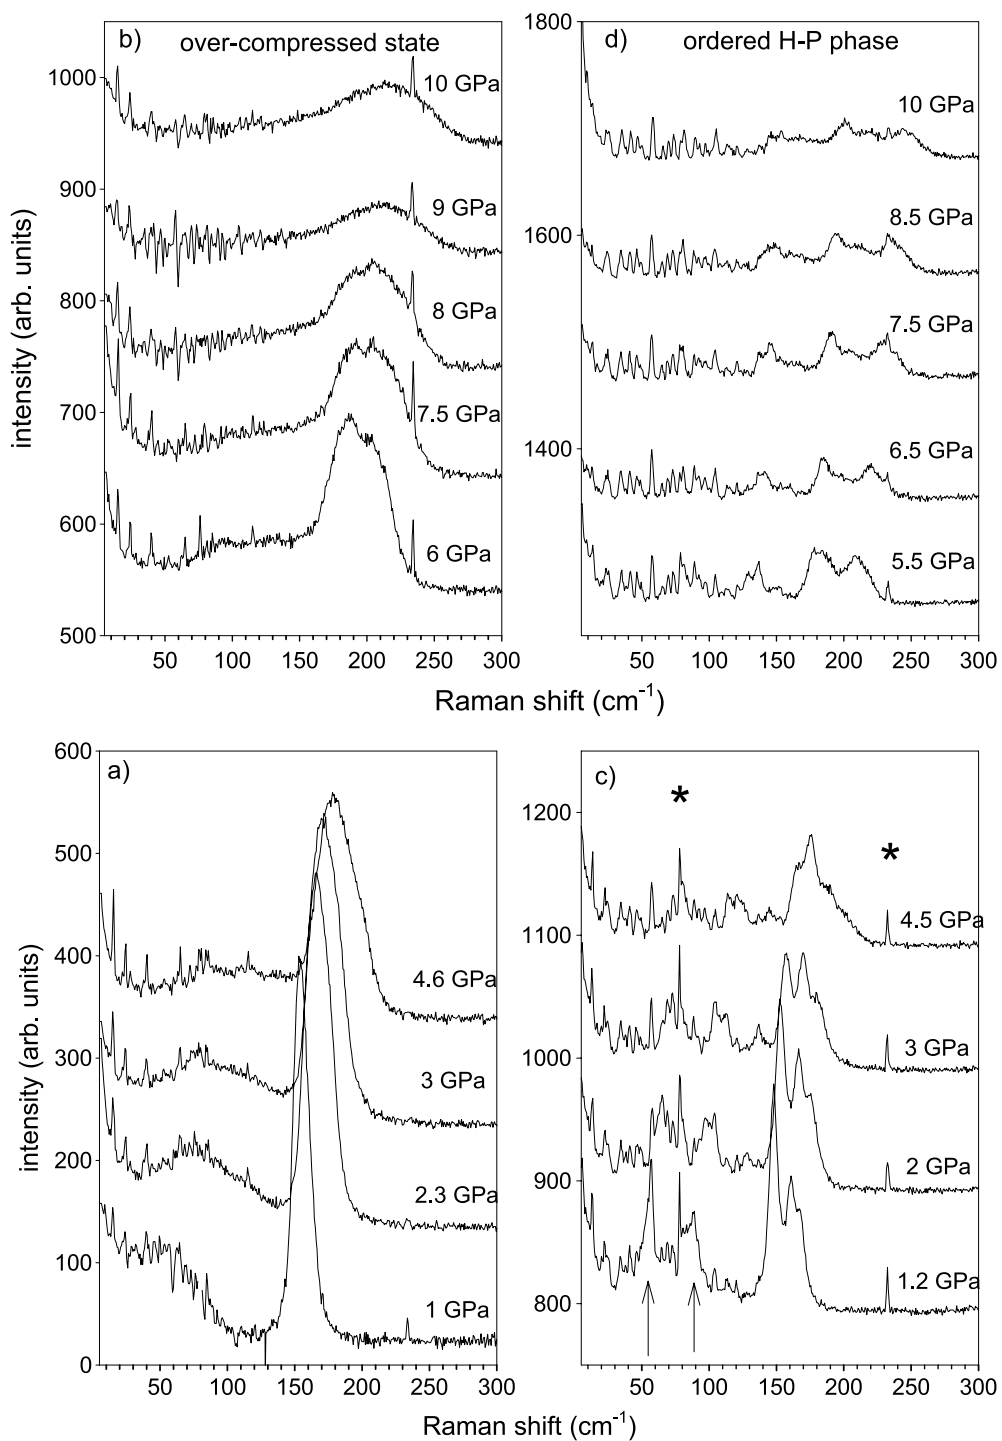 b) over-compressed state
10 GPa
9 GPa
8 GPa
7.5 GPa
6 GPa
1000
900
800
700
600
500
intensity (arb. units)
50 100 150 200 250 300
d) ordered H-P phase
10 GPa
8.5 GPa
7.5 GPa
6.5 GPa
5.5 GPa
1800
1600
1400
50 100 150 200 250 300
Raman shift (cm-1)
a)
4.6 GPa
3 GPa
2.3 GPa
1 GPa
600
500
400
300
200
100
0
intensity (arb. units)
50 100 150 200 250 300
Raman shift (cm-1)
c)
*
*
4.5 GPa
3 GPa
2 GPa
1.2 GPa
1200
1100
1000
900
800
50 100 150 200 250 300
Raman shift (cm-1)